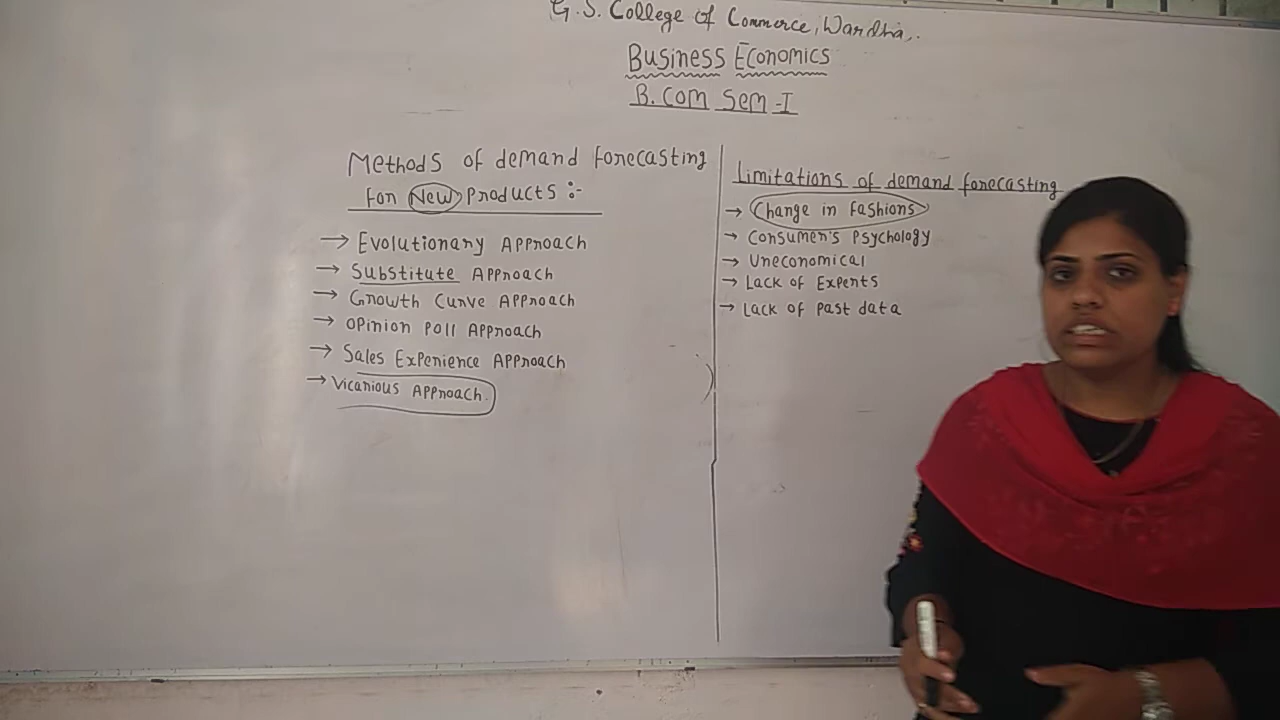 G. S. College of Commerce, Wardha,.
Business Economics
B. Com Sem-I
Methods of demand forecasting
for New Products :-
→ Evolutionary Approach
→ Substitute Approach
→ Growth Curve Approach
→ Opinion Poll Approach
→ Sales Experience Approach
→ Vicarious Approach.
Limitations of demand forecasting
→ Change in fashions
→ Consumer's Psychology
→ Uneconomical
→ Lack of Experts
→ Lack of past data